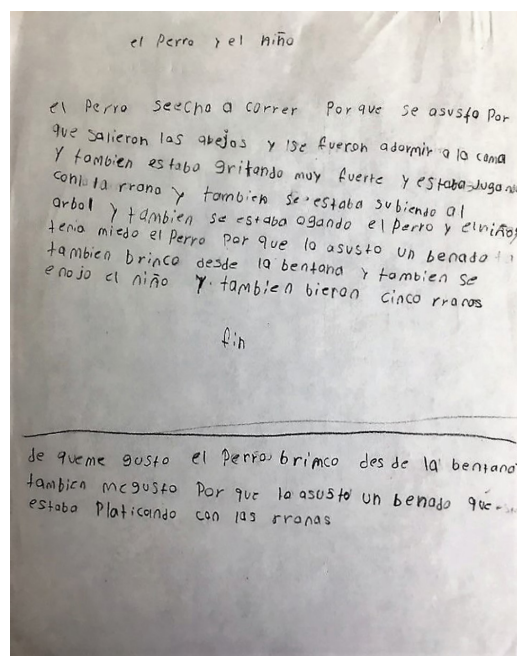 el Perro y el niño
el Perro seecho a correr Por que se asusto Por
que salieron las abejas y se fueron adormir a la cama
y tambien estaba gritando muy fuerte y estaba Jugando
con la rrana y tambien se estaba subiendo al
arbol y tambien se estaba ogando el perro y el niño
tenia miedo el Perro Por que lo asusto un benado
tambien brinco desde la bentana y tambien se
enojo el niño y tambien bieron cinco rranas
fin
de queme gusto el Perro brimco des de la bentana
tambien megusto Por que lo asusto un benado que
estaba Platicando con las rranas